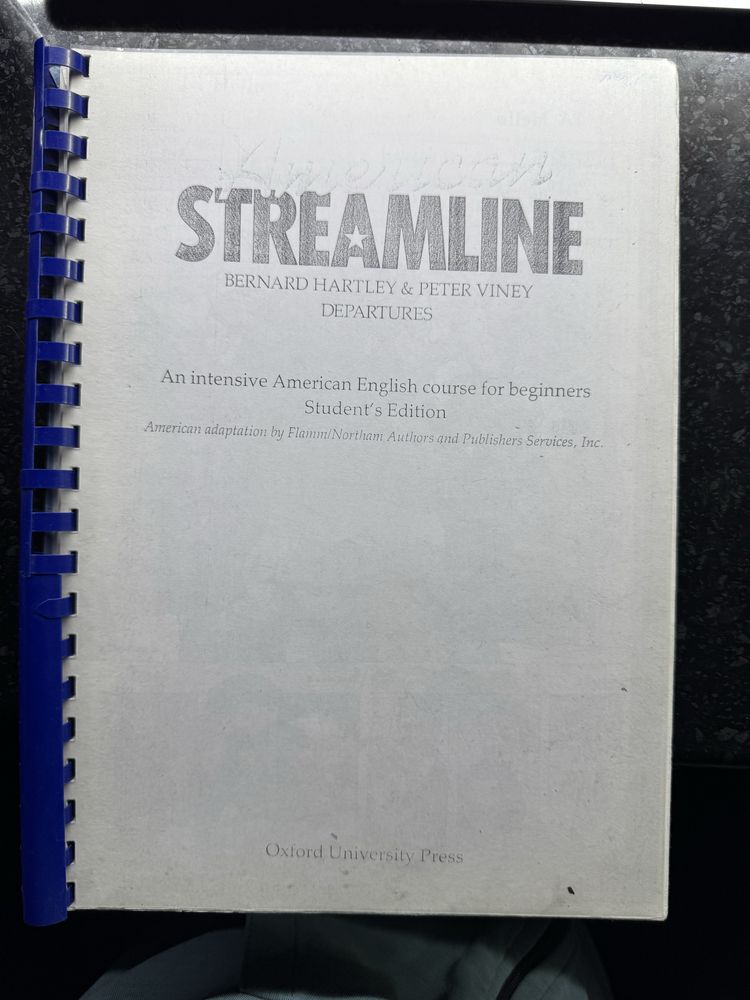 American
STREAMLINE
BERNARD HARTLEY & PETER VINEY
DEPARTURES
An intensive American English course for beginners
Student's Edition
American adaptation by Flamm/Northam Authors and Publishers Services, Inc.
Oxford University Press